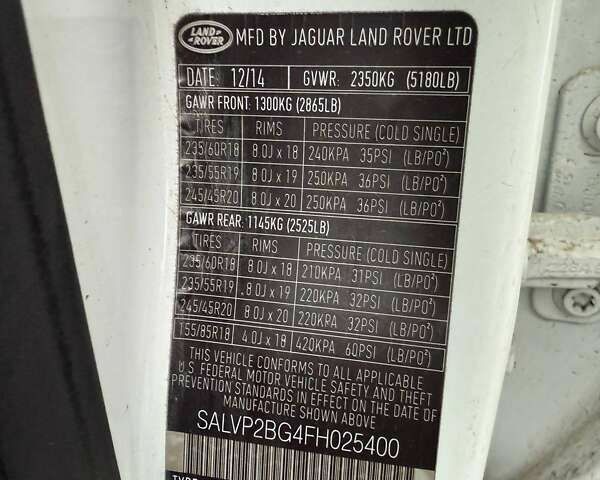 LAND ROVER MFD BY JAGUAR LAND ROVER LTD
DATE: 12/14 GVWR: 2350KG (5180LB)
GAWR FRONT: 1300KG (2865LB)
TIRES RIMS PRESSURE (COLD SINGLE)
235/60R18 8.0J x 18 240KPA 35PSI (LB/PO²)
235/55R19 8.0J x 19 250KPA 36PSI (LB/PO²)
245/45R20 8.0J x 20 250KPA 36PSI (LB/PO²)
GAWR REAR: 1145KG (2525LB)
TIRES RIMS PRESSURE (COLD SINGLE)
235/60R18 8.0J x 18 210KPA 31PSI (LB/PO²)
235/55R19 8.0J x 19 220KPA 32PSI (LB/PO²)
245/45R20 8.0J x 20 220KPA 32PSI (LB/PO²)
T55/85R18 4.0J x 18 420KPA 60PSI (LB/PO²)
THIS VEHICLE CONFORMS TO ALL APPLICABLE
U.S FEDERAL MOTOR VEHICLE SAFETY AND THEFT
PREVENTION STANDARDS IN EFFECT ON THE DATE OF
MANUFACTURE SHOWN ABOVE
SALVP2BG4FH025400